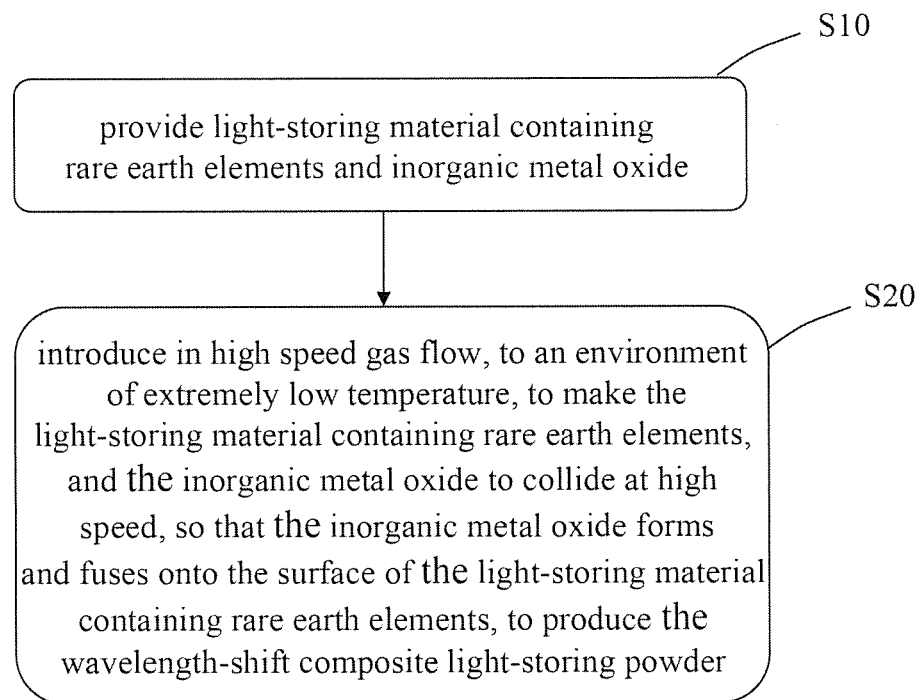 S10
provide light-storing material containing
rare earth elements and inorganic metal oxide
S20
introduce in high speed gas flow, to an environment
of extremely low temperature, to make the
light-storing material containing rare earth elements,
and the inorganic metal oxide to collide at high
speed, so that the inorganic metal oxide forms
and fuses onto the surface of the light-storing material
containing rare earth elements, to produce the
wavelength-shift composite light-storing powder